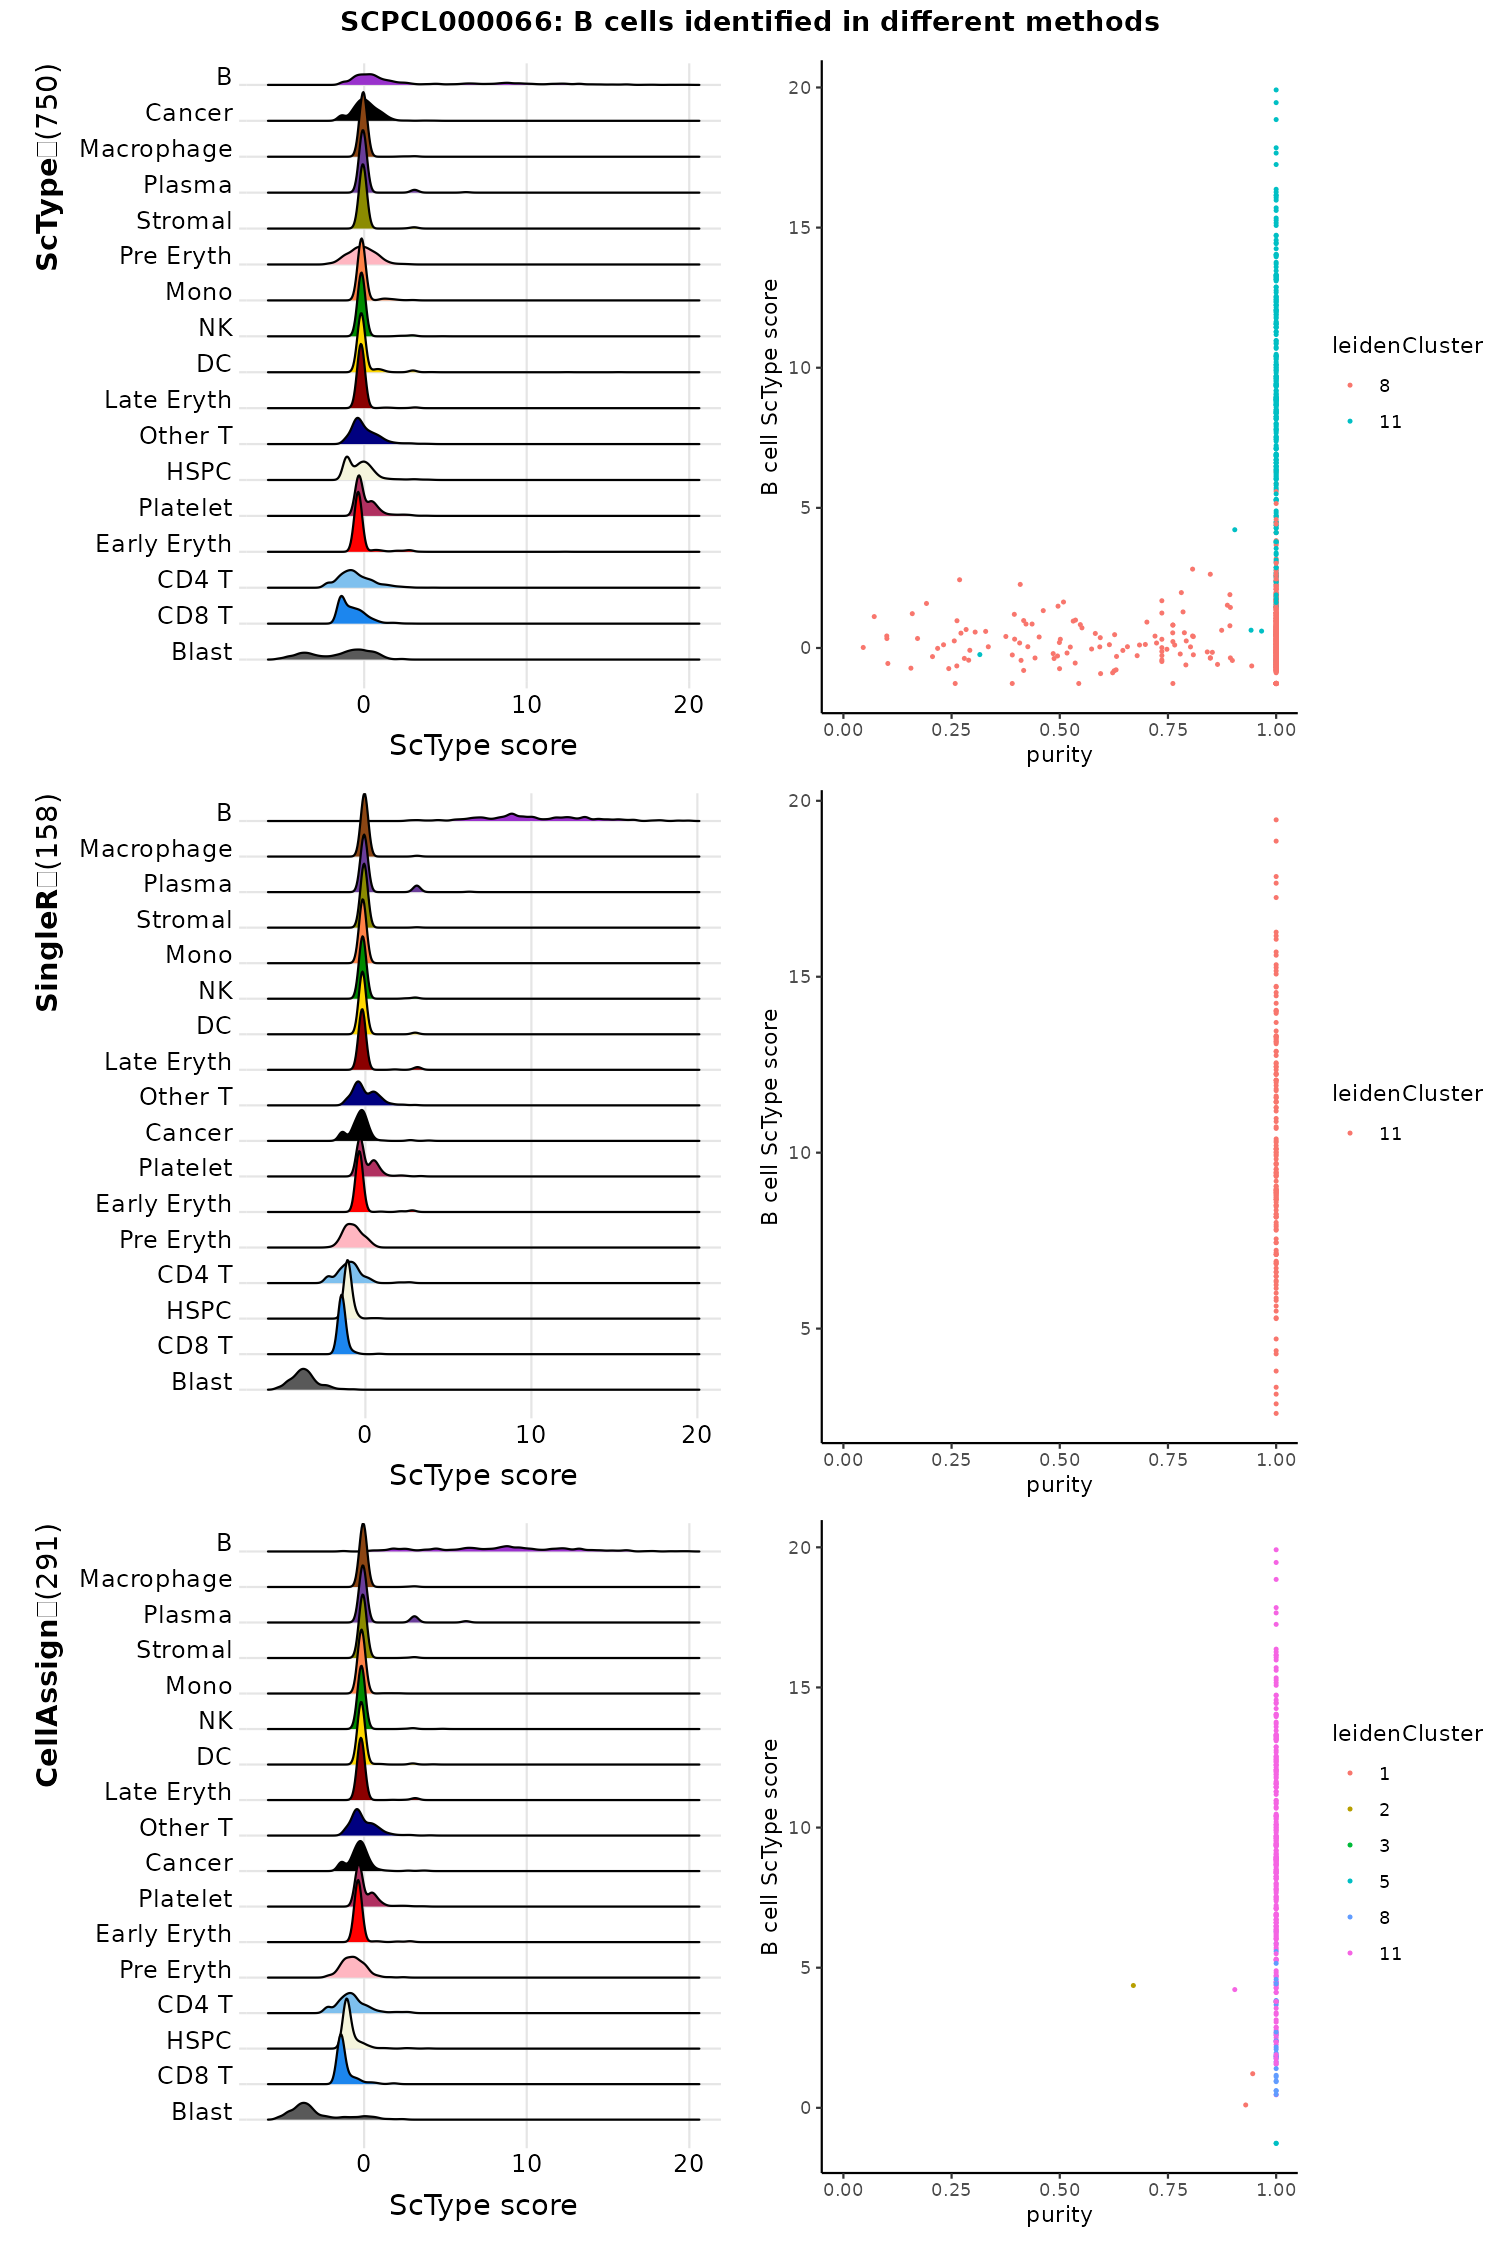 SCPCL000066: B cells identified in different methods
ScType□(750)
B
Cancer
Macrophage
Plasma
Stromal
Pre Eryth
Mono
NK
DC
Late Eryth
Other T
HSPC
Platelet
Early Eryth
CD4 T
CD8 T
Blast
0 10 20
ScType score
B cell ScType score
20
15
10
5
0
0.00 0.25 0.50 0.75 1.00
purity
leidenCluster
8
11
SingleR□(158)
B
Macrophage
Plasma
Stromal
Mono
NK
DC
Late Eryth
Other T
Cancer
Platelet
Early Eryth
Pre Eryth
CD4 T
HSPC
CD8 T
Blast
0 10 20
ScType score
B cell ScType score
20
15
10
5
0.00 0.25 0.50 0.75 1.00
purity
leidenCluster
11
CellAssign□(291)
B
Macrophage
Plasma
Stromal
Mono
NK
DC
Late Eryth
Other T
Cancer
Platelet
Early Eryth
Pre Eryth
CD4 T
HSPC
CD8 T
Blast
0 10 20
ScType score
B cell ScType score
20
15
10
5
0
0.00 0.25 0.50 0.75 1.00
purity
leidenCluster
1
2
3
5
8
11